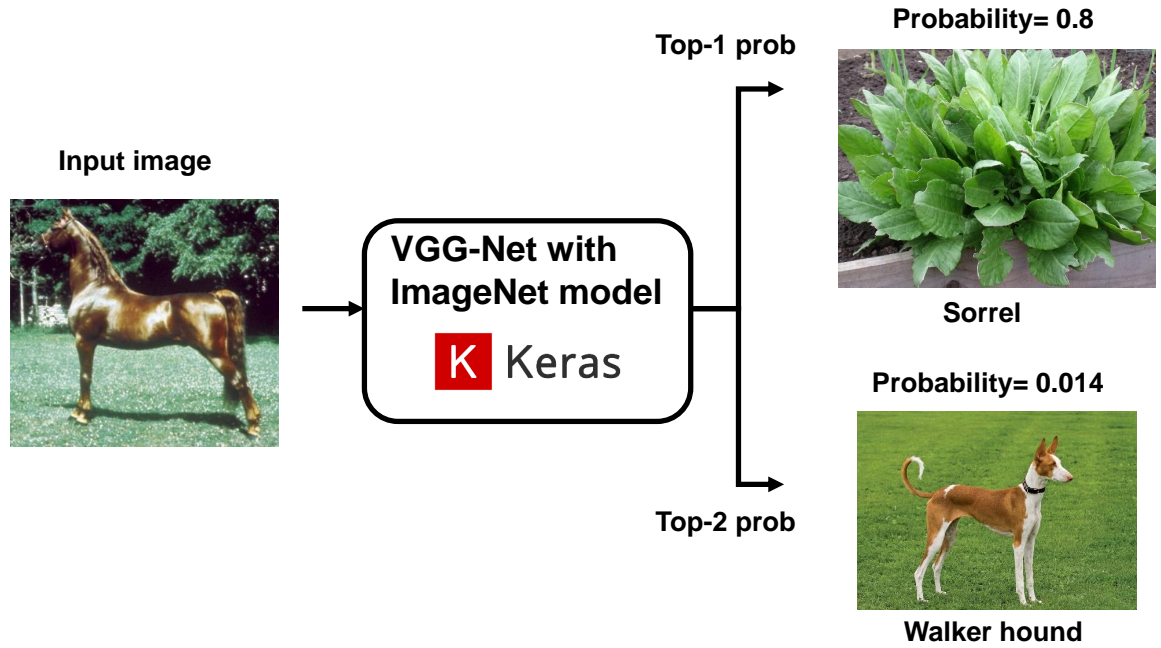 Input image
VGG-Net with
ImageNet model
K Keras
Top-1 prob
Probability= 0.8
Sorrel
Top-2 prob
Probability= 0.014
Walker hound